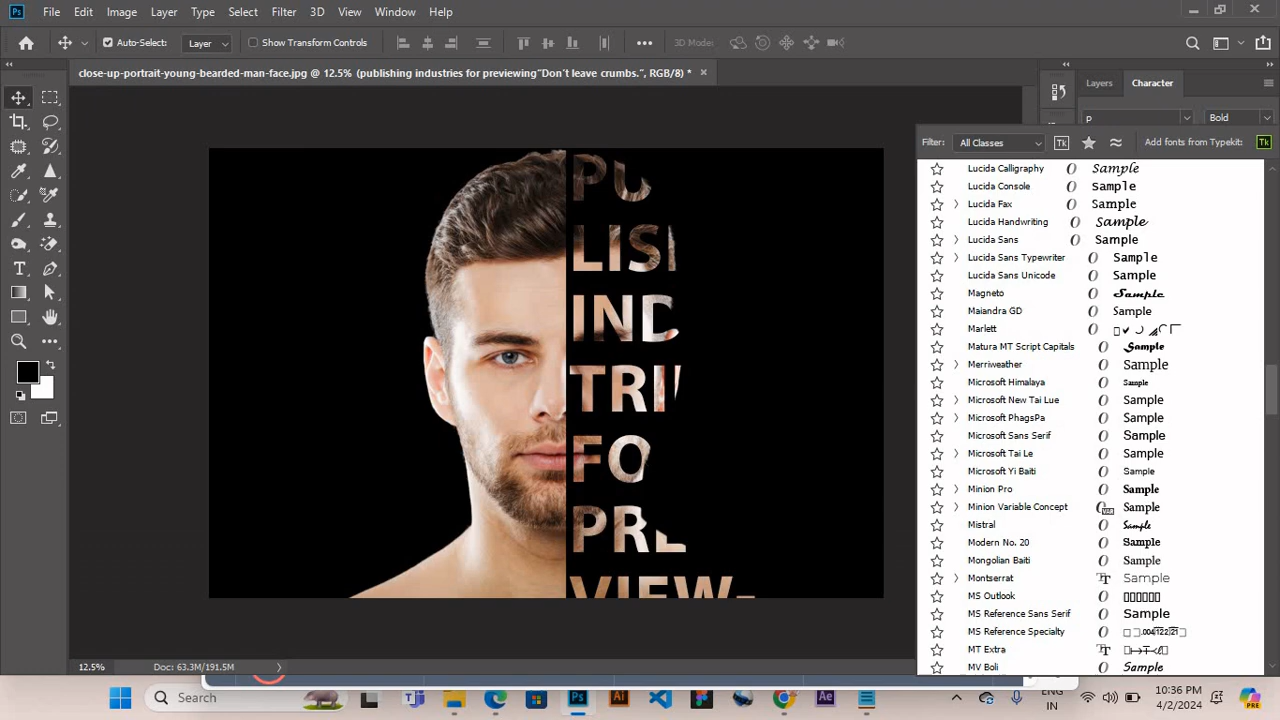 Ps File Edit Image Layer Type Select Filter 3D View Window Help
Auto-Select: Layer Show Transform Controls 3D Mode:
close-up-portrait-young-bearded-man-face.jpg @ 12.5% (publishing industries for previewing“Don't leave crumbs.”, RGB/8) *
Layers Character
p Bold
Filter: All Classes Tk Add fonts from Typekit: Tk
Lucida Calligraphy Sample
Lucida Console Sample
Lucida Fax Sample
Lucida Handwriting Sample
Lucida Sans Sample
Lucida Sans Typewriter Sample
Lucida Sans Unicode Sample
Magneto Sample
Maiandra GD Sample
Marlett
Matura MT Script Capitals Sample
Merriweather Sample
Microsoft Himalaya Sample
Microsoft New Tai Lue Sample
Microsoft PhagsPa Sample
Microsoft Sans Serif Sample
Microsoft Tai Le Sample
Microsoft Yi Baiti Sample
Minion Pro Sample
Minion Variable Concept Sample
Mistral Sample
Modern No. 20 Sample
Mongolian Baiti Sample
Montserrat Sample
MS Outlook
MS Reference Sans Serif Sample
MS Reference Specialty
MT Extra
MV Boli Sample
PU
LISI
IND
TRI
FO
PRE
VIEW-
12.5% Doc: 63.3M/191.5M
Search
Ps Ai Ae
ENG
IN
10:36 PM
4/2/2024
PRE